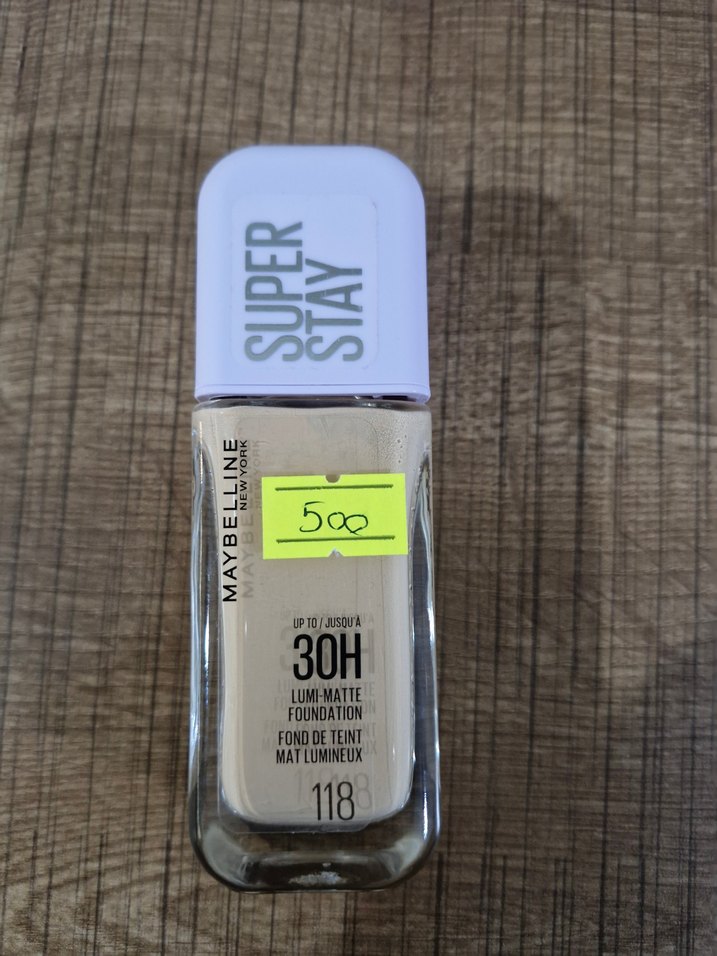 SUPER
STAY
MAYBELLINE
NEW YORK
500
UP TO / JUSQU'À
30H
LUMI-MATTE
FOUNDATION
FOND DE TEINT
MAT LUMINEUX
118